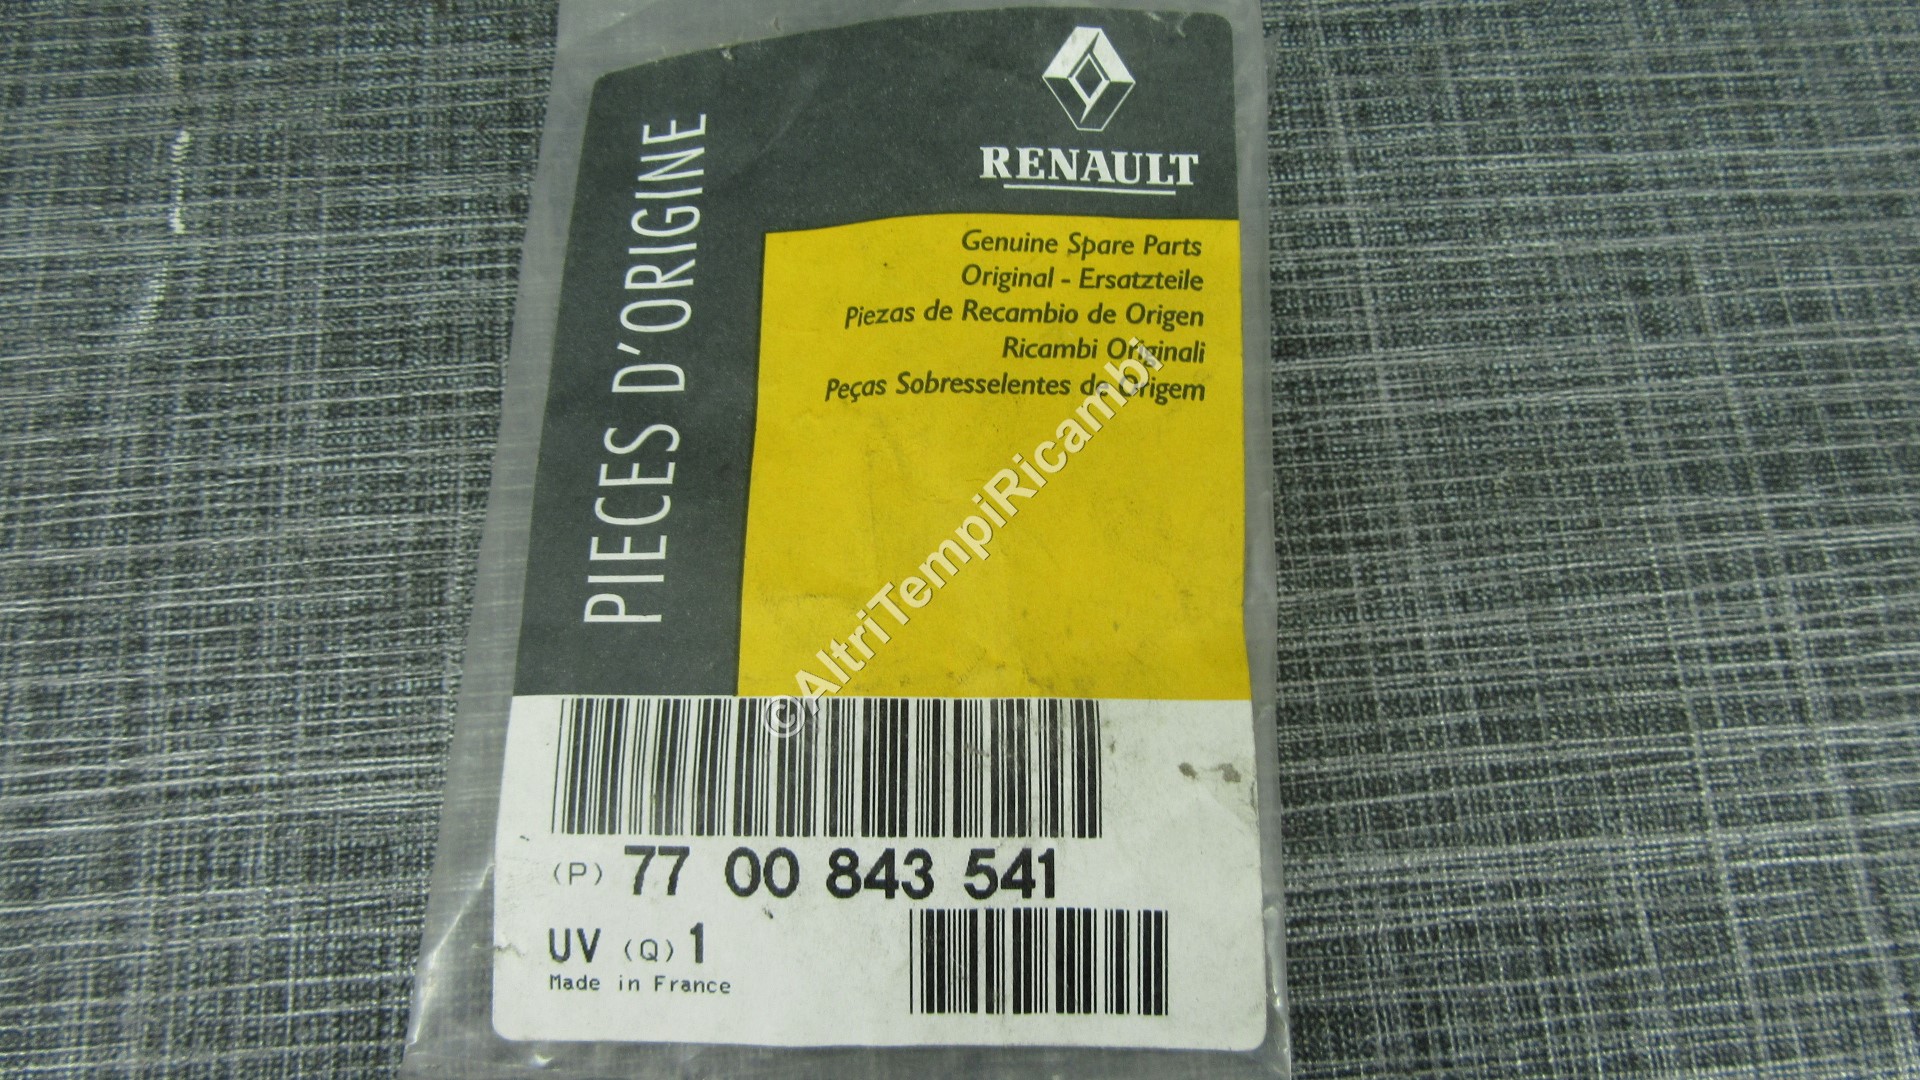 RENAULT
PIECES D'ORIGINE
Genuine Spare Parts
Original - Ersatzteile
Piezas de Recambio de Origen
Ricambi Originali
Peças Sobresselentes de Origem
©AltriTempiRicambi
(P) 77 00 843 541
UV (Q) 1
Made in France